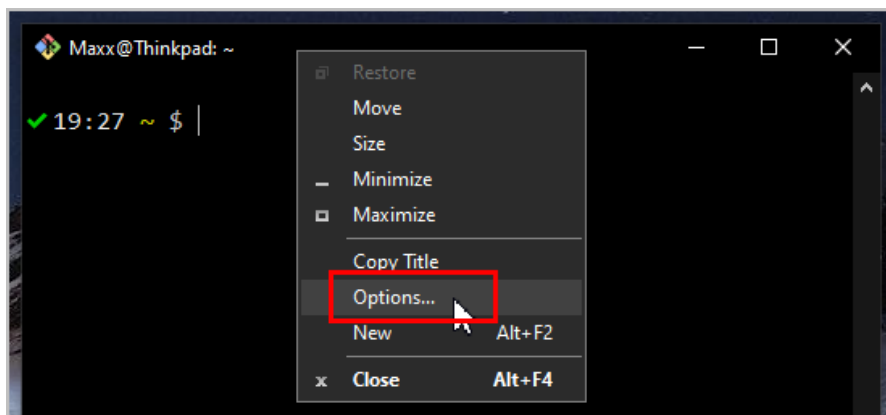 Maxx@Thinkpad: ~
19:27 ~ $
Restore
Move
Size
Minimize
Maximize
Copy Title
Options...
New Alt+F2
Close Alt+F4